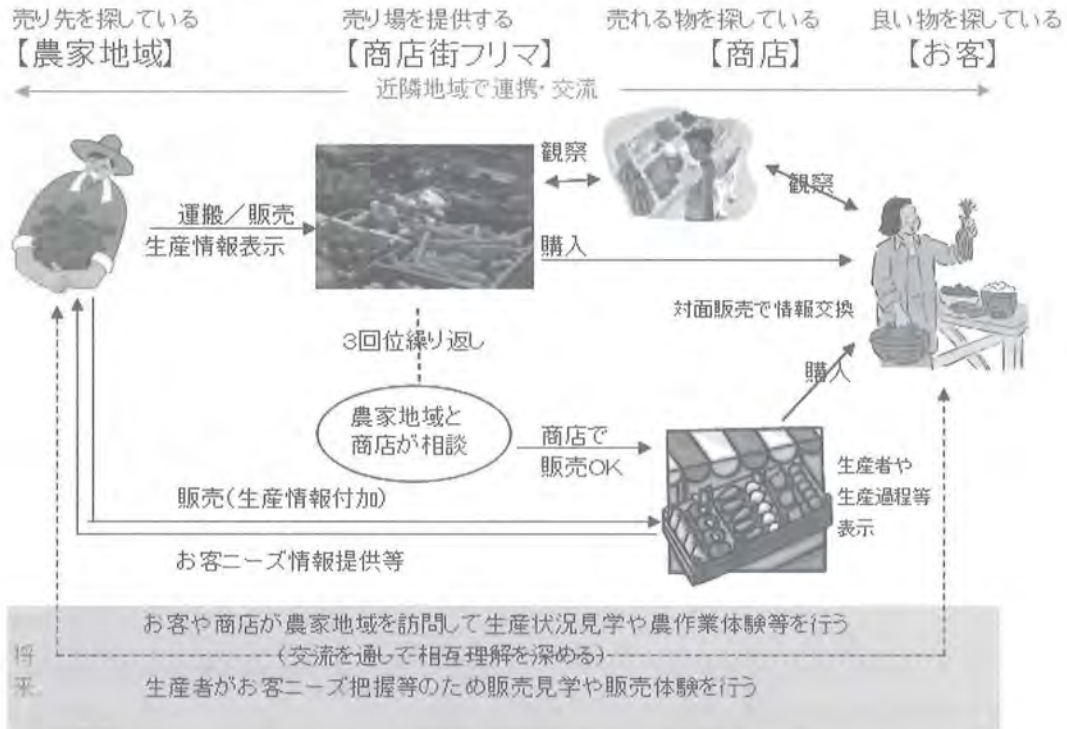 売り先を探している
【農家地域】
売り場を提供する
【商店街フリマ】
売れる物を探している
【商店】
良い物を探している
【お客】
近隣地域で連携・交流
運搬／販売
生産情報表示
観察
観察
購入
対面販売で情報交換
3回位繰り返し
購入
農家地域と
商店が相談
商店で
販売OK
生産者や
生産過程等
表示
販売(生産情報付加)
お客ニーズ情報提供等
将来
お客や商店が農家地域を訪問して生産状況見学や農作業体験等を行う
(交流を通して相互理解を深める)
生産者がお客ニーズ把握等のため販売見学や販売体験を行う